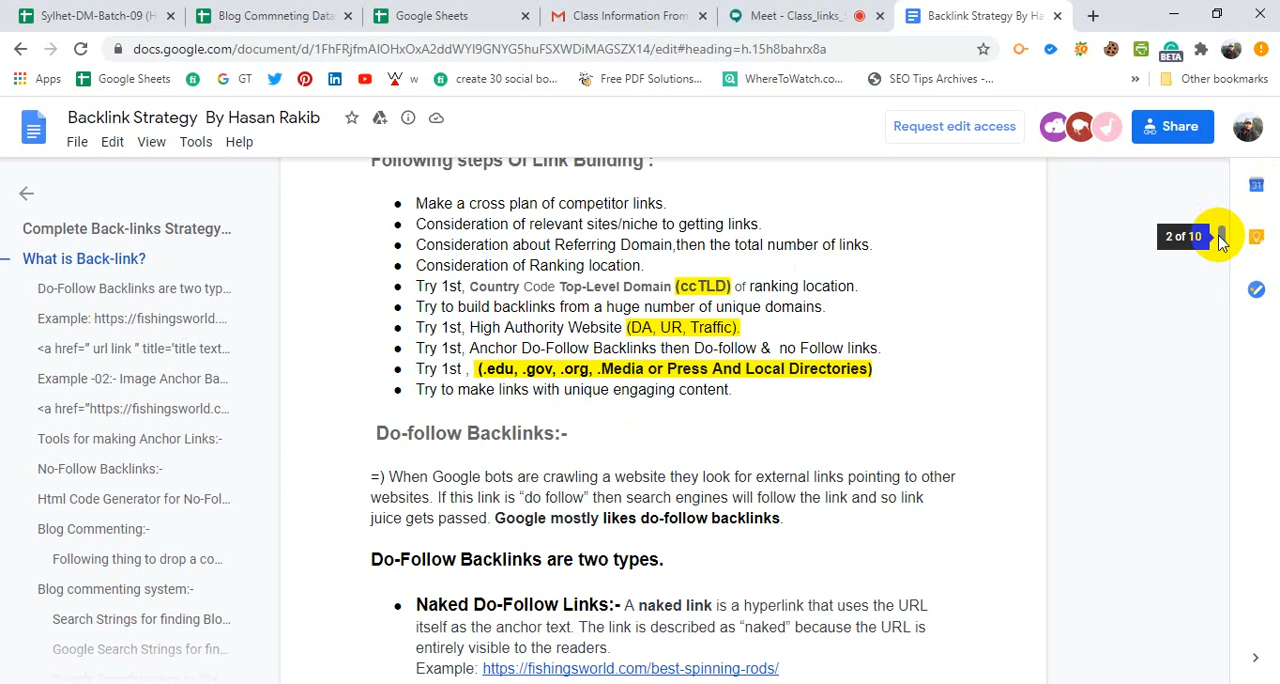 Sylhet-DM-Batch-09 (H
Blog Commneting Data
Google Sheets
Class Information From
Meet - Class_links_
Backlink Strategy By Ha
docs.google.com/document/d/1FhFRjfmAIOHxOxA2ddWYI9GNYG5huFSXWDiMAGSZX14/edit#heading=h.15h8bahrx8a
BETA
Apps
Google Sheets
GT
w
create 30 social bo...
Free PDF Solutions...
WhereToWatch.co...
SEO Tips Archives -...
»
Other bookmarks
Backlink Strategy By Hasan Rakib
File Edit View Tools Help
Request edit access
Share
Complete Back-links Strategy...
What is Back-link?
Do-Follow Backlinks are two typ...
Example: https://fishingsworld....
<a href=" url link " title='title text...
Example -02:- Image Anchor Ba...
<a href="https://fishingsworld.c...
Tools for making Anchor Links:-
No-Follow Backlinks:-
Html Code Generator for No-Fol...
Blog Commenting:-
Following thing to drop a co...
Blog commenting system:-
Search Strings for finding Blo...
Google Search Strings for fin...
Following steps Of Link Building :
● Make a cross plan of competitor links.
● Consideration of relevant sites/niche to getting links.
● Consideration about Referring Domain,then the total number of links.
● Consideration of Ranking location.
● Try 1st, Country Code Top-Level Domain (ccTLD) of ranking location.
● Try to build backlinks from a huge number of unique domains.
● Try 1st, High Authority Website (DA, UR, Traffic).
● Try 1st, Anchor Do-Follow Backlinks then Do-follow & no Follow links.
● Try 1st , (.edu, .gov, .org, .Media or Press And Local Directories)
● Try to make links with unique engaging content.
Do-follow Backlinks:-
=) When Google bots are crawling a website they look for external links pointing to other
websites. If this link is “do follow” then search engines will follow the link and so link
juice gets passed. Google mostly likes do-follow backlinks.
Do-Follow Backlinks are two types.
● Naked Do-Follow Links:- A naked link is a hyperlink that uses the URL
itself as the anchor text. The link is described as “naked” because the URL is
entirely visible to the readers.
Example: https://fishingsworld.com/best-spinning-rods/
2 of 10
31